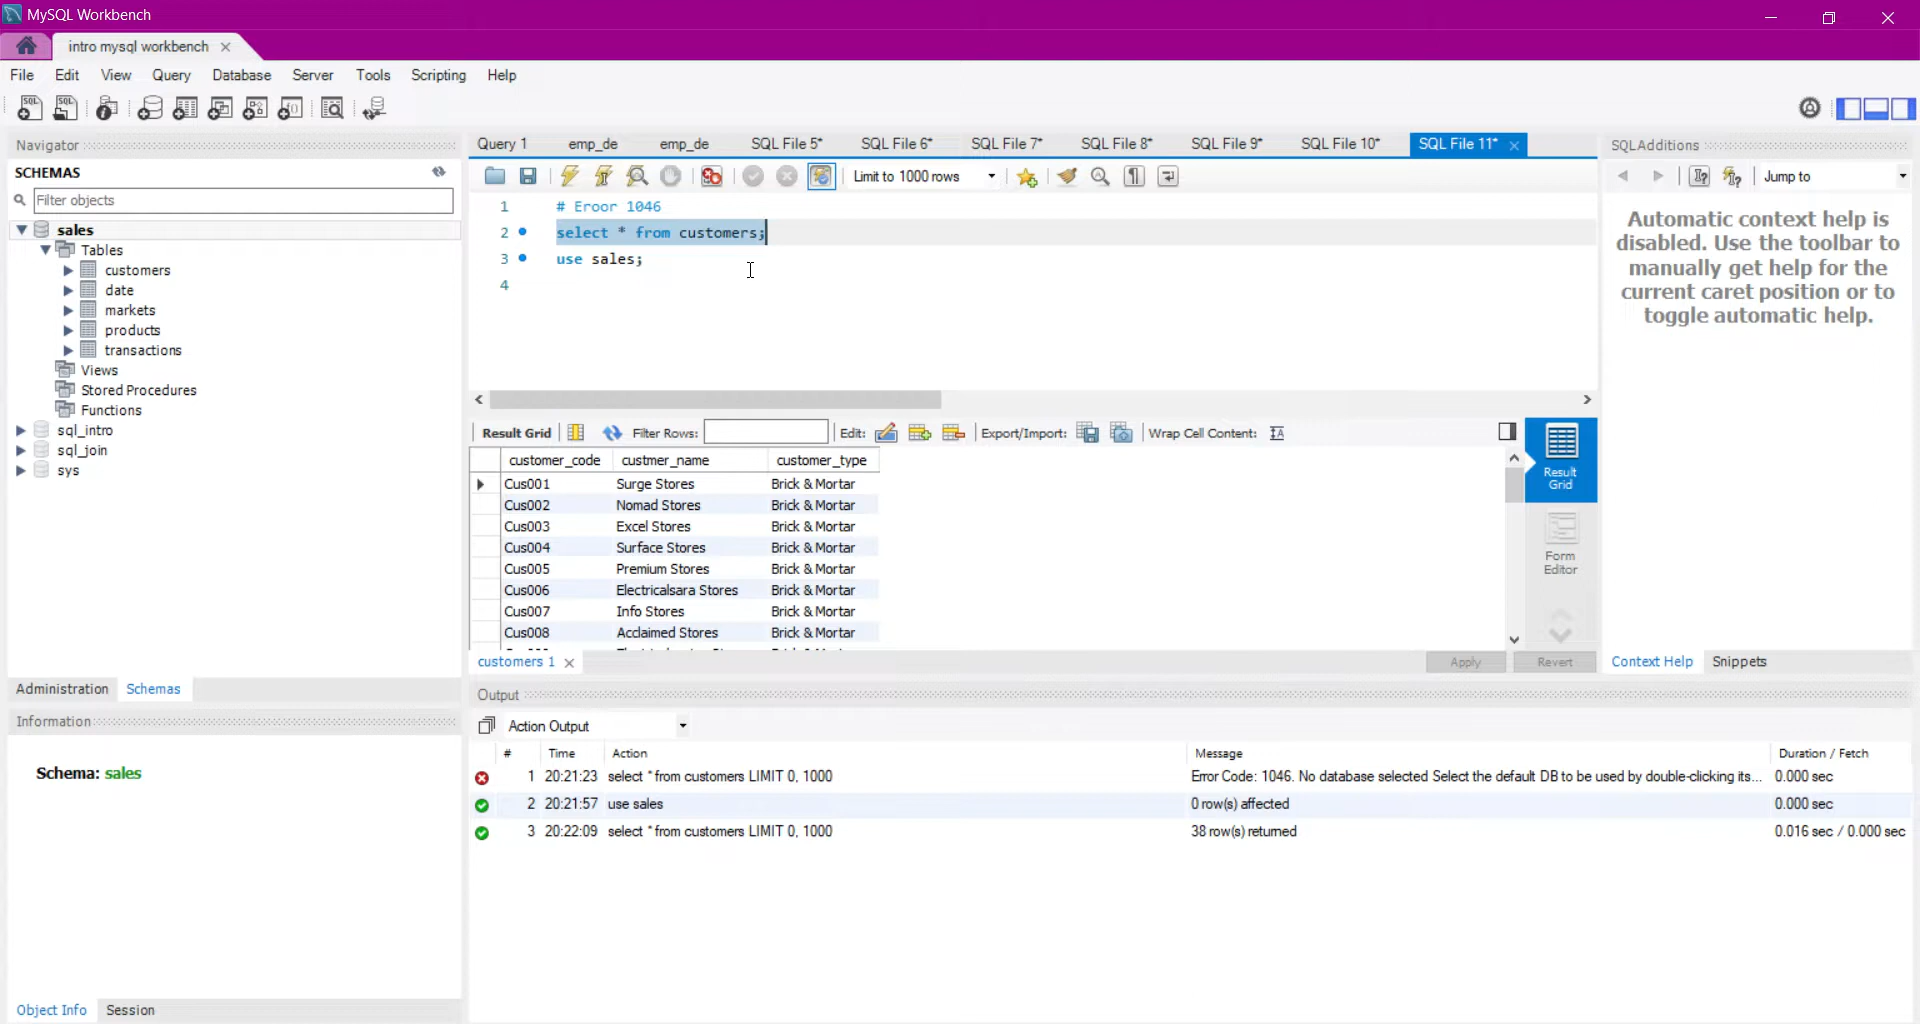 MySQL Workbench
intro mysql workbench
File Edit View Query Database Server Tools Scripting Help
Navigator
SCHEMAS
Filter objects
sales
Tables
customers
date
markets
products
transactions
Views
Stored Procedures
Functions
sql_intro
sql_join
sys
Administration Schemas
Information
Schema: sales
Object Info Session
Query 1 emp_de emp_de SQL File 5* SQL File 6* SQL File 7* SQL File 8* SQL File 9* SQL File 10* SQL File 11*
Limit to 1000 rows
1 # Eroor 1046
2 select * from customers;
3 use sales;
4
Result Grid Filter Rows: Edit: Export/Import: Wrap Cell Content:
customer_code custmer_name customer_type
Cus001 Surge Stores Brick & Mortar
Cus002 Nomad Stores Brick & Mortar
Cus003 Excel Stores Brick & Mortar
Cus004 Surface Stores Brick & Mortar
Cus005 Premium Stores Brick & Mortar
Cus006 Electricalsara Stores Brick & Mortar
Cus007 Info Stores Brick & Mortar
Cus008 Acclaimed Stores Brick & Mortar
Result
Grid
Form
Editor
customers 1 Apply Revert
SQLAdditions
Jump to
Automatic context help is
disabled. Use the toolbar to
manually get help for the
current caret position or to
toggle automatic help.
Context Help Snippets
Output
Action Output
# Time Action Message Duration / Fetch
1 20:21:23 select * from customers LIMIT 0, 1000 Error Code: 1046. No database selected Select the default DB to be used by double-clicking its... 0.000 sec
2 20:21:57 use sales 0 row(s) affected 0.000 sec
3 20:22:09 select * from customers LIMIT 0, 1000 38 row(s) returned 0.016 sec / 0.000 sec